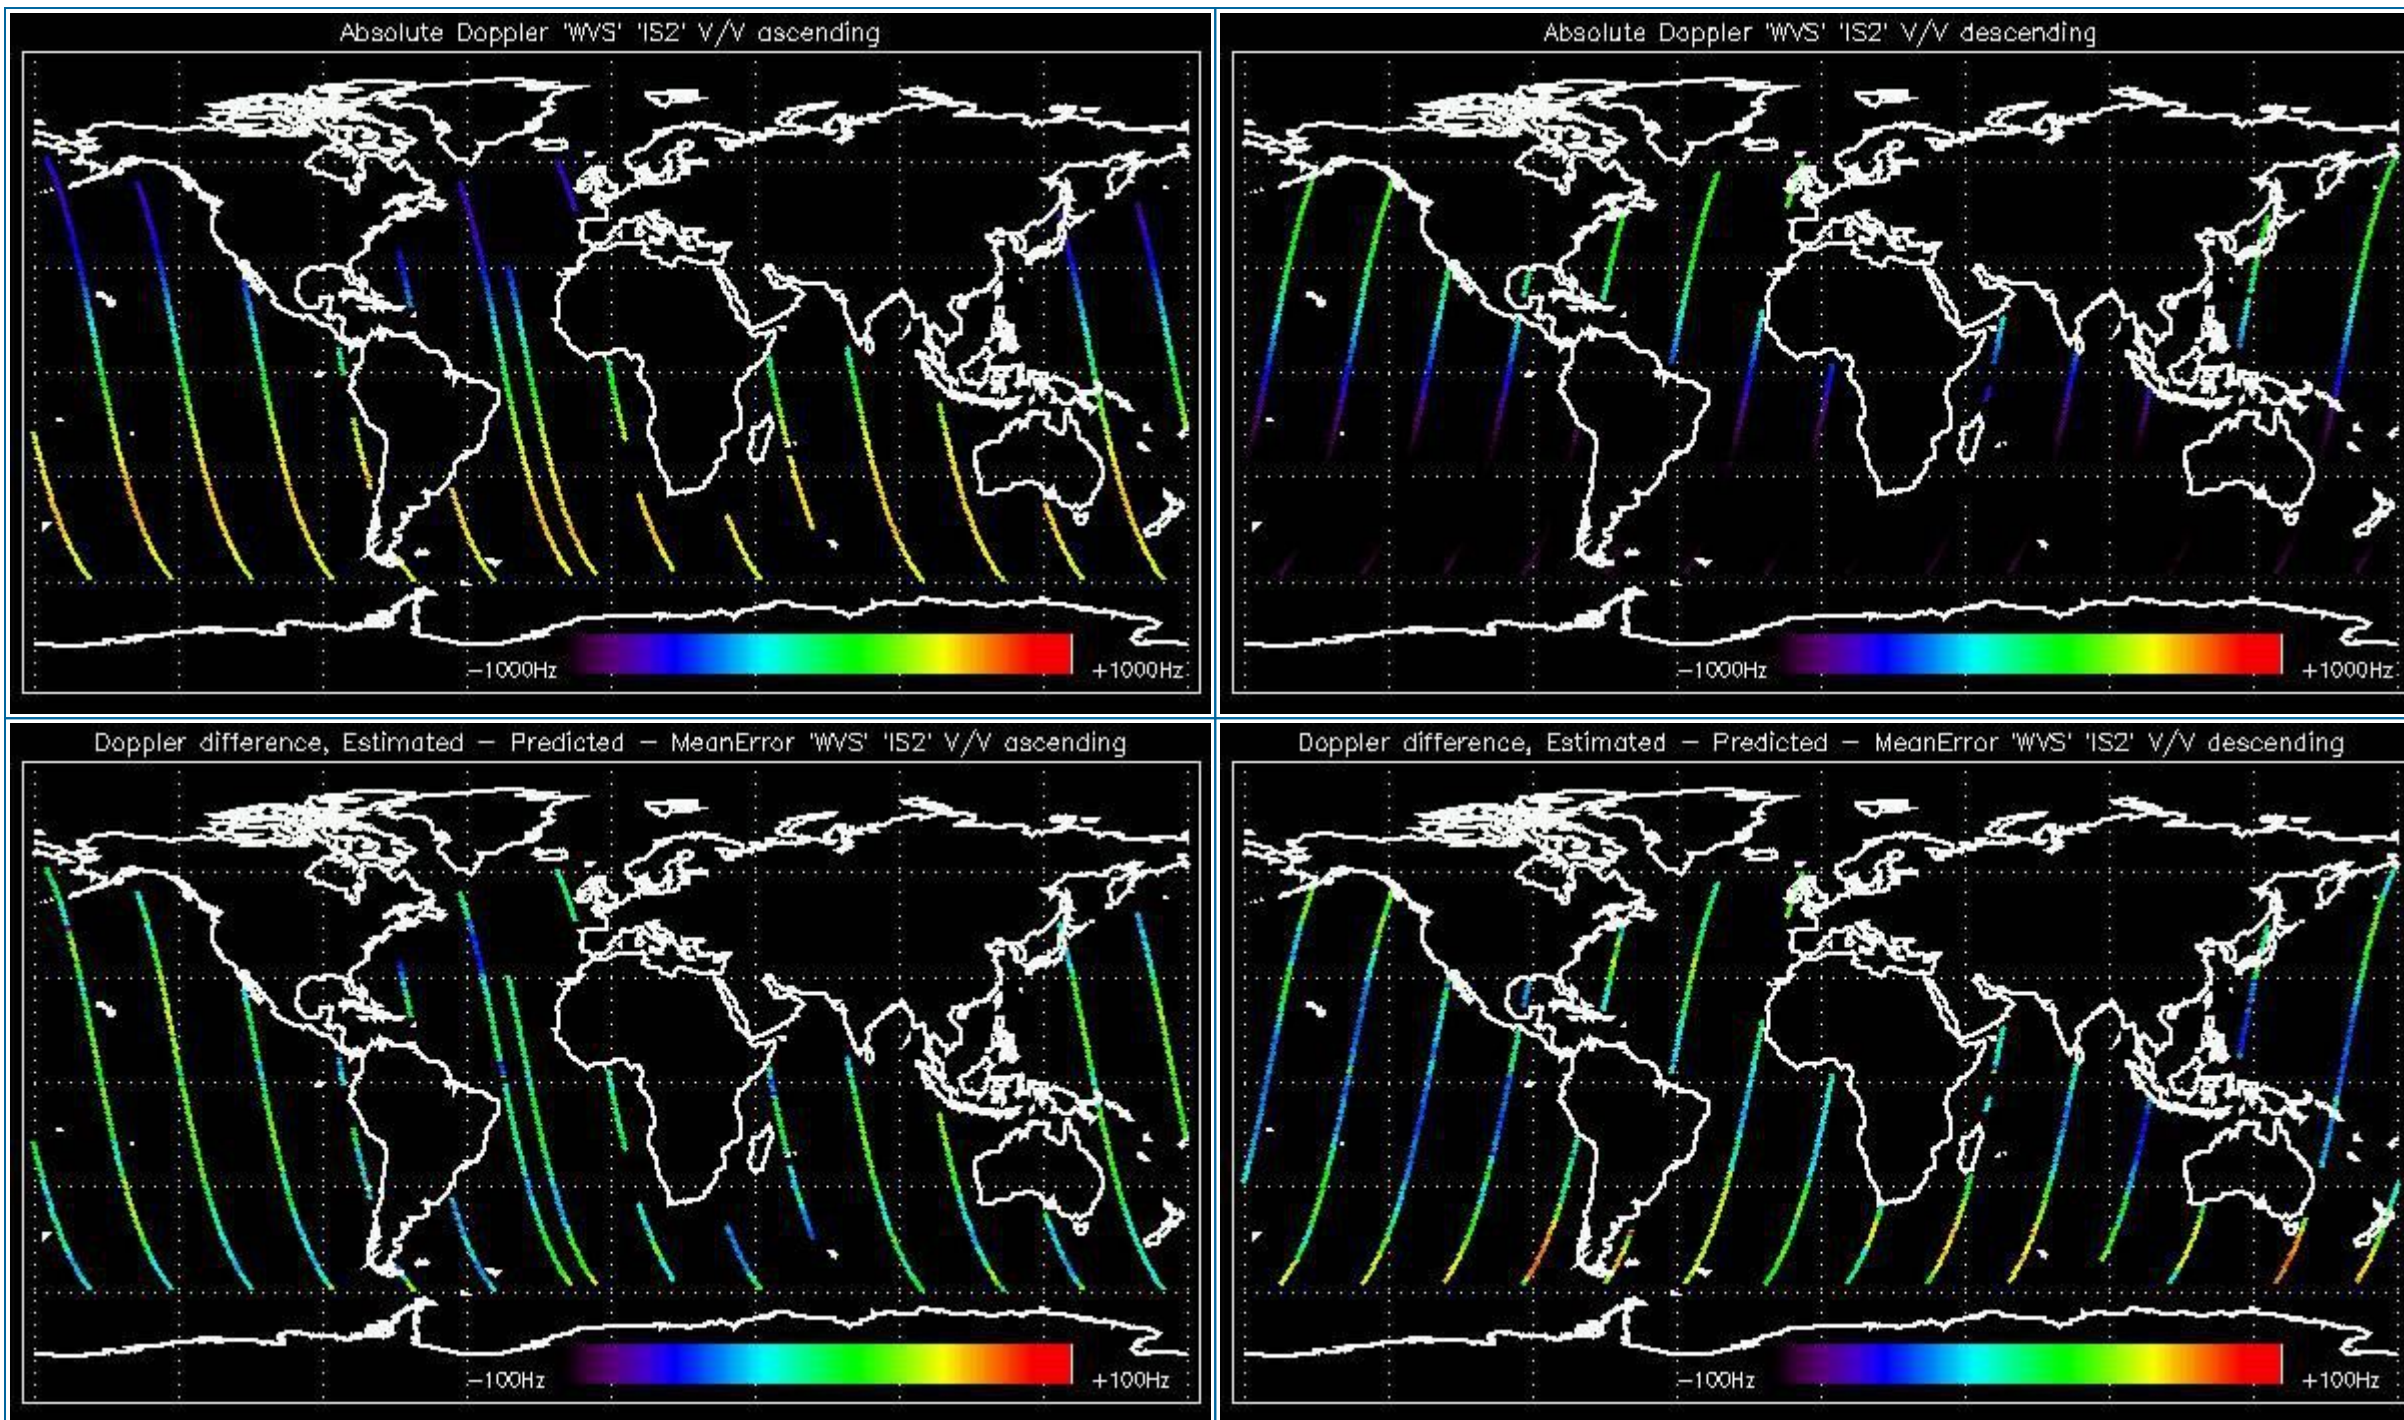 Absolute Doppler 'WVS' 'IS2' V/V ascending
-1000Hz +1000Hz
Absolute Doppler 'WVS' 'IS2' V/V descending
-1000Hz +1000Hz
Doppler difference, Estimated - Predicted - MeanError 'WVS' 'IS2' V/V ascending
-100Hz +100Hz
Doppler difference, Estimated - Predicted - MeanError 'WVS' 'IS2' V/V descending
-100Hz +100Hz